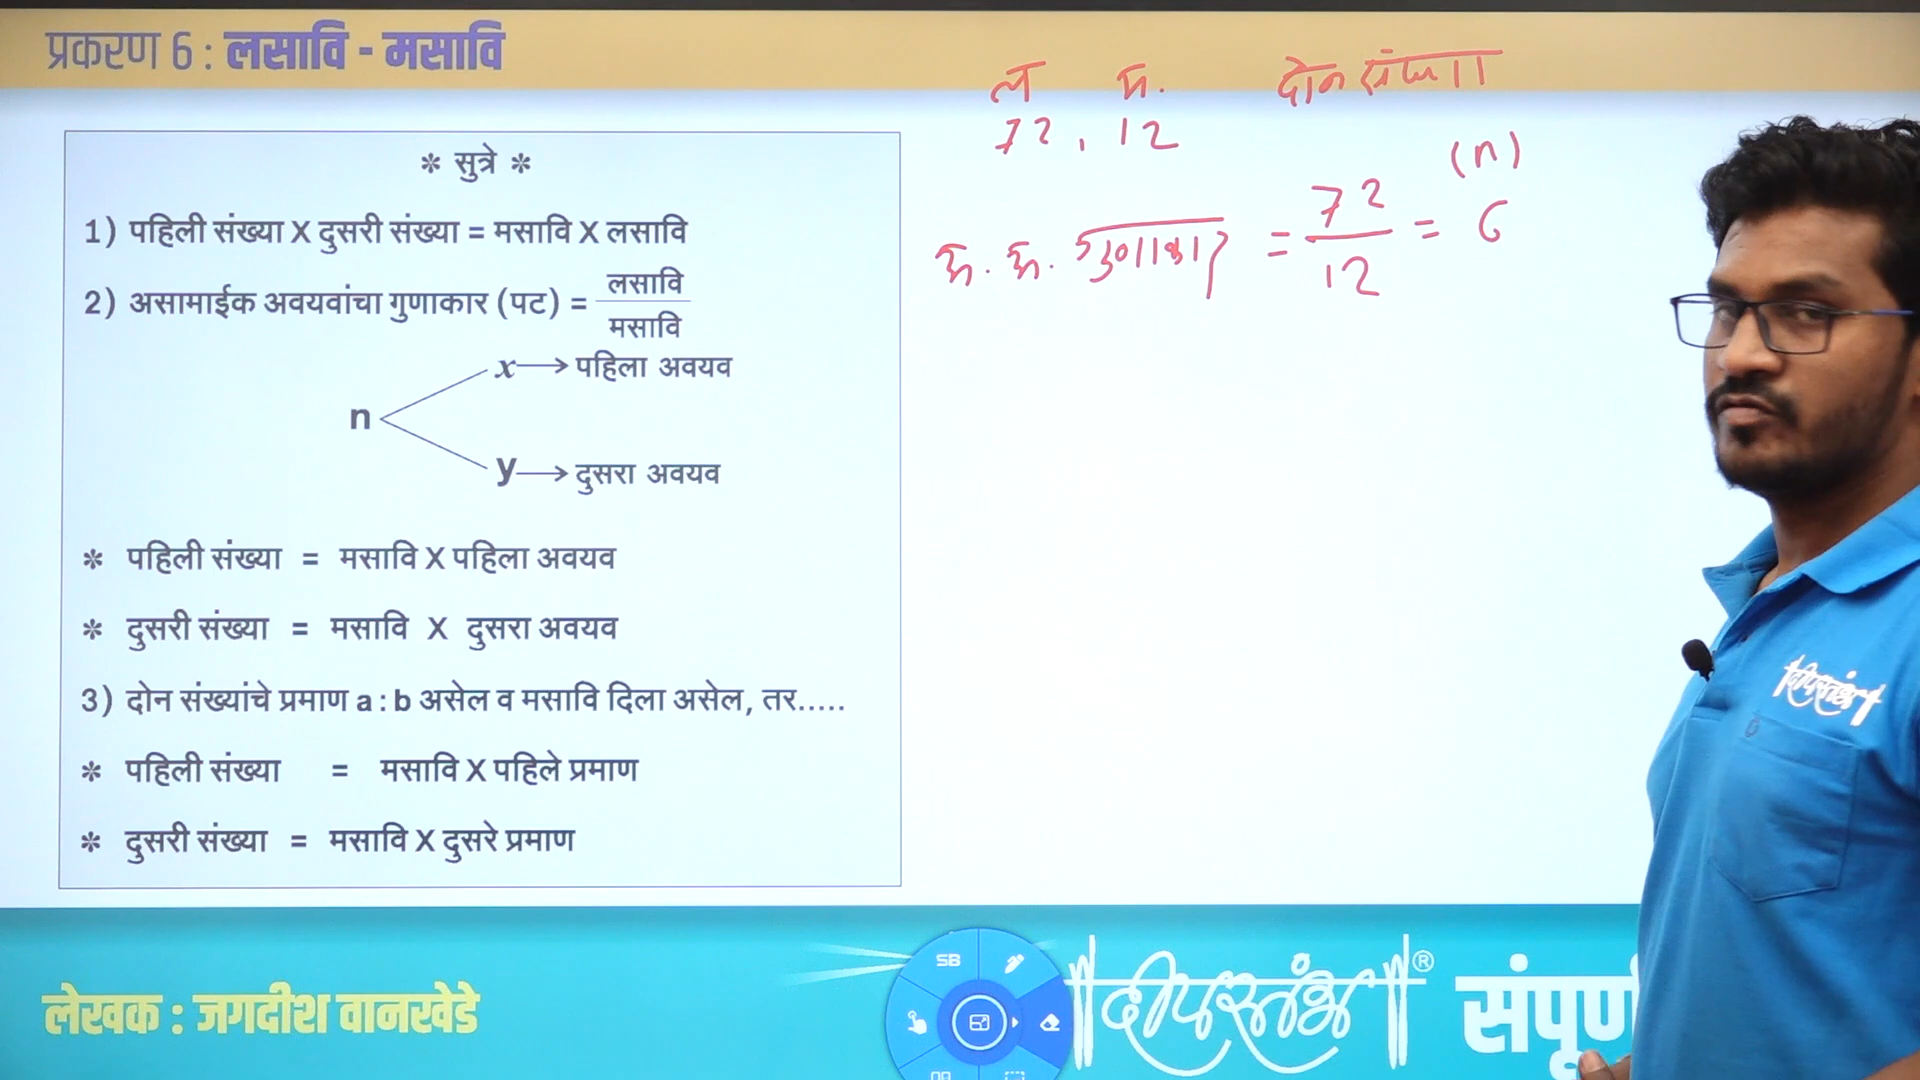 प्रकरण 6 : लसावि - मसावि
* सुत्रे *
1) पहिली संख्या X दुसरी संख्या = मसावि X लसावि
2) असामाईक अवयवांचा गुणाकार (पट) = लसावि / मसावि
x → पहिला अवयव
n
y → दुसरा अवयव
* पहिली संख्या = मसावि X पहिला अवयव
* दुसरी संख्या = मसावि X दुसरा अवयव
3) दोन संख्यांचे प्रमाण a : b असेल व मसावि दिला असेल, तर.....
* पहिली संख्या = मसावि X पहिले प्रमाण
* दुसरी संख्या = मसावि X दुसरे प्रमाण
ल म. दोन संख्या
72 , 12
(n)
गुणाकार = 72 / 12 = 6
लेखक : जगदीश वानखेडे
SB
दीपस्तंभ ®
संपूर्ण
दीपस्तंभ